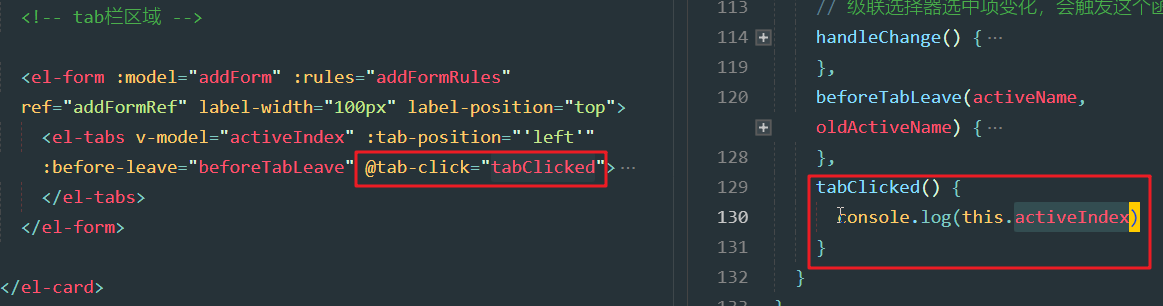 <!-- tab栏区域 -->
<el-form :model="addForm" :rules="addFormRules"
ref="addFormRef" label-width="100px" label-position="top">
<el-tabs v-model="activeIndex" :tab-position="'left'"
:before-leave="beforeTabLeave" @tab-click="tabClicked"> ···
</el-tabs>
</el-form>
</el-card>
113 // 级联选择器选中项变化, 会触发这个
114 handleChange() { ···
119 },
120 beforeTabLeave(activeName,
oldActiveName) { ···
128 },
129 tabClicked() {
130 console.log(this.activeIndex)
131 }
132 }